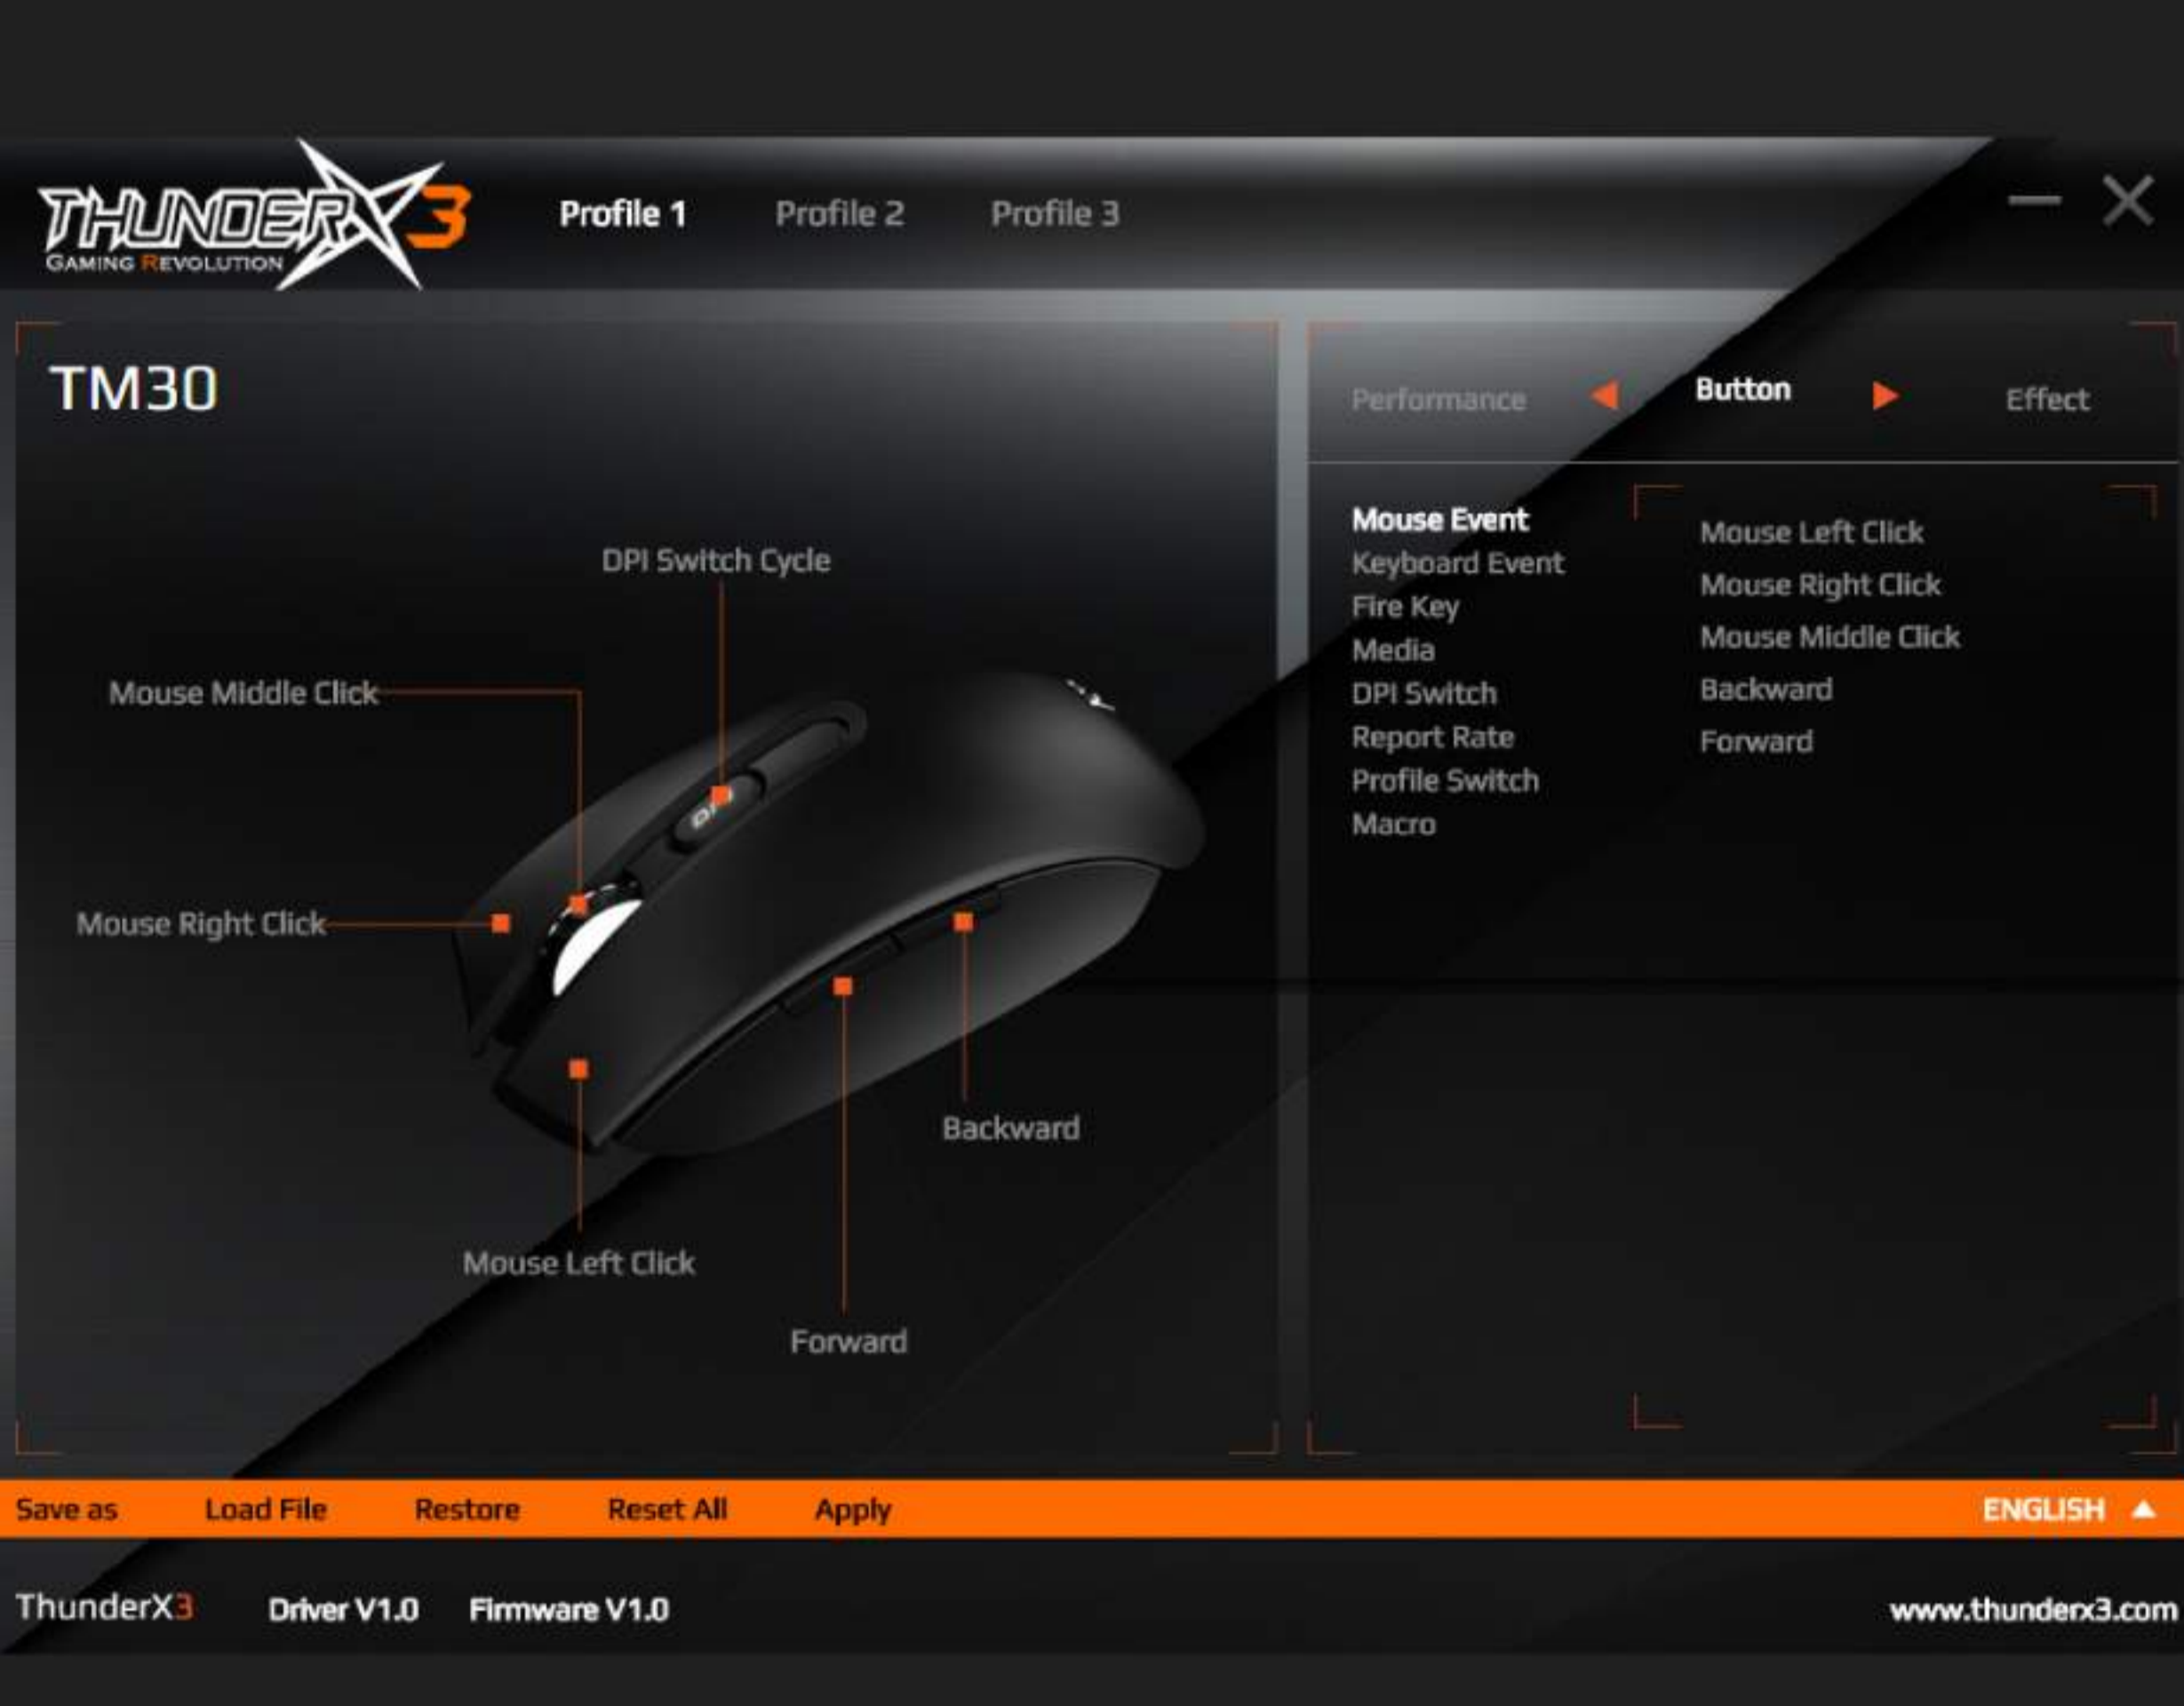 THUNDERX3
GAMING REVOLUTION
Profile 1
Profile 2
Profile 3
TM30
DPI Switch Cycle
Mouse Middle Click
DPI
Mouse Right Click
Backward
Mouse Left Click
Forward
Performance
Button
Effect
Mouse Event
Keyboard Event
Fire Key
Media
DPI Switch
Report Rate
Profile Switch
Macro
Mouse Left Click
Mouse Right Click
Mouse Middle Click
Backward
Forward
Save as
Load File
Restore
Reset All
Apply
ENGLISH
ThunderX3
Driver V1.0
Firmware V1.0
www.thunderx3.com